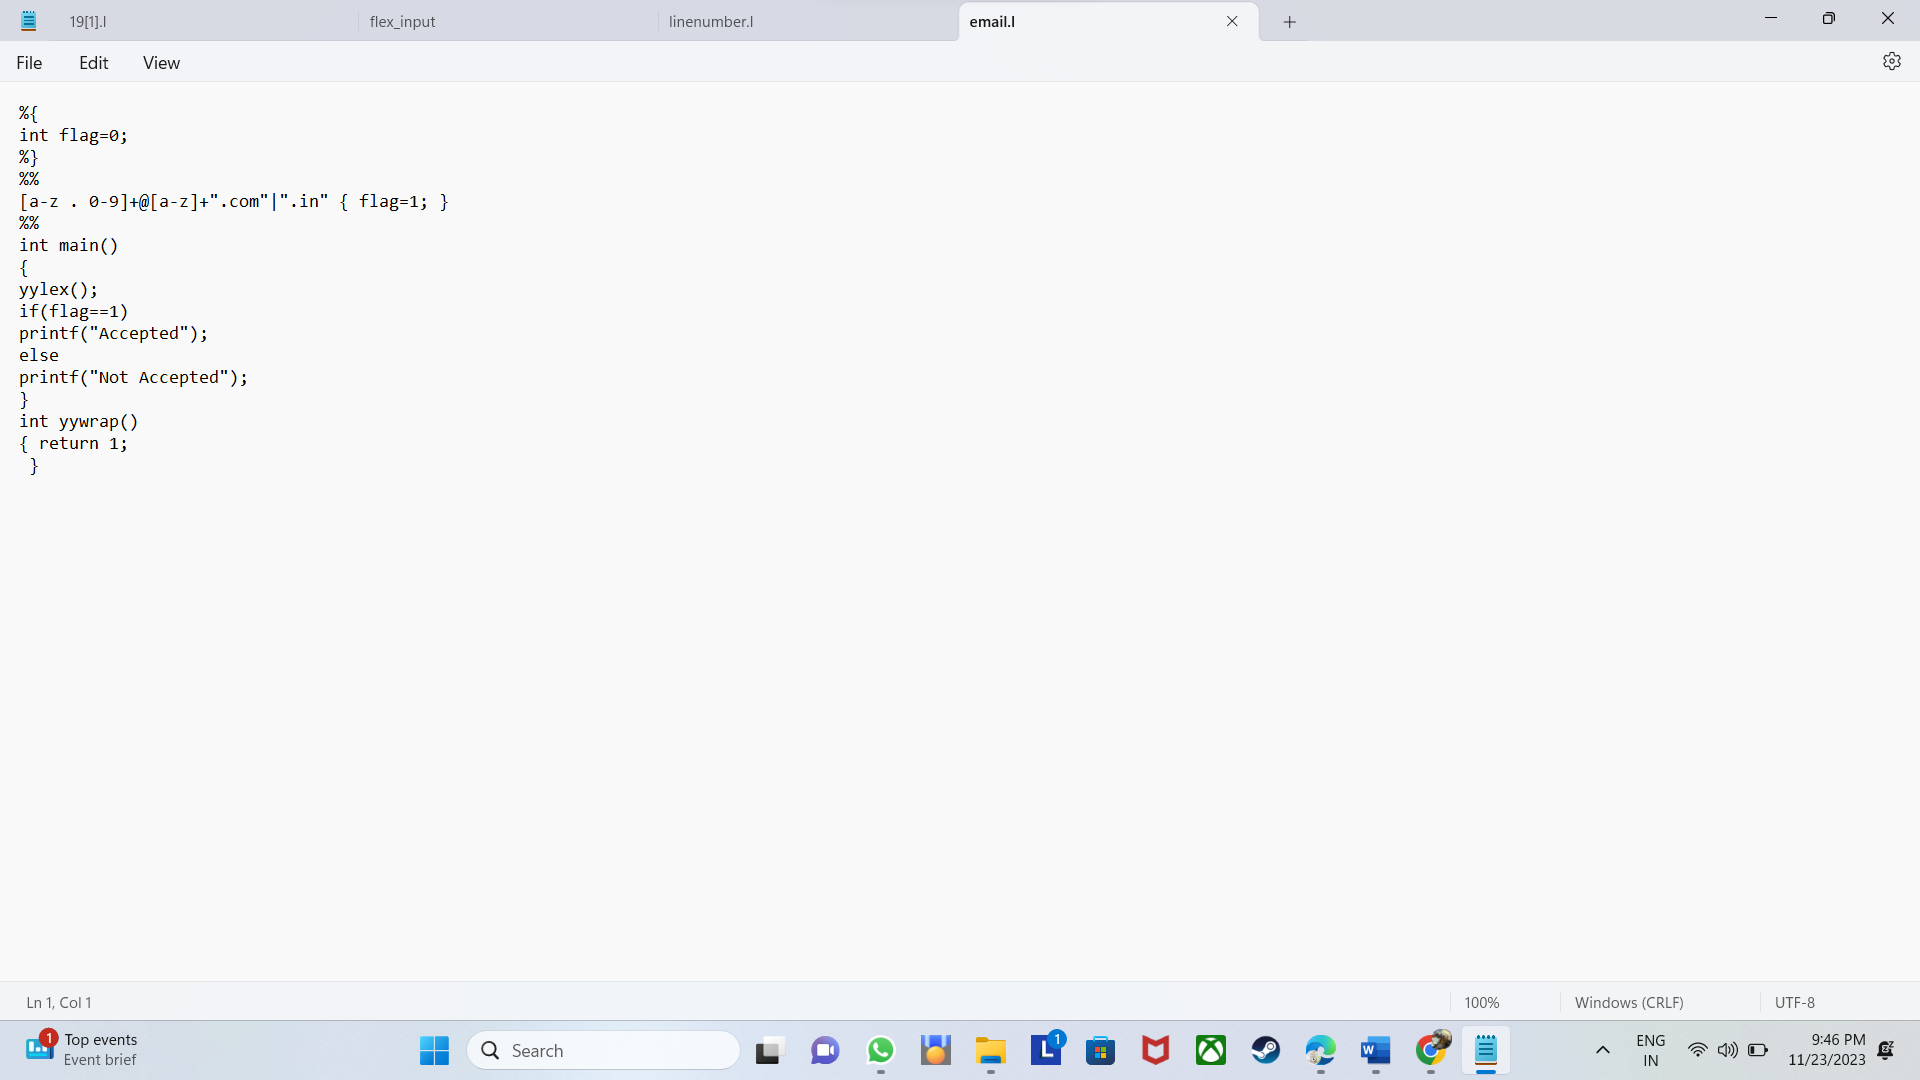 19[1].l
flex_input
linenumber.l
email.l
File
Edit
View
%{
int flag=0;
%}
%%
[a-z . 0-9]+@[a-z]+".com"|".in" { flag=1; }
%%
int main()
{
yylex();
if(flag==1)
printf("Accepted");
else
printf("Not Accepted");
}
int yywrap()
{ return 1;
 }
Ln 1, Col 1
100%
Windows (CRLF)
UTF-8
1
Top events
Event brief
Search
L
1
W
ENG
IN
9:46 PM
11/23/2023